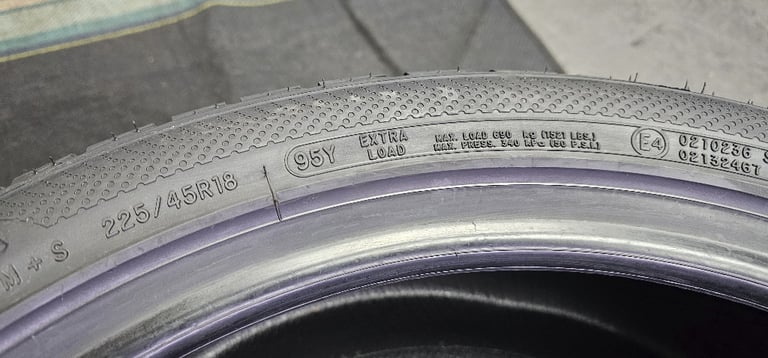 M + S
225/45R18
95Y
EXTRA
LOAD
MAX. LOAD 690 KG (1521 LBS.)
MAX. PRESS. 340 KPa (50 P.S.I.)
E4
0210236 S
02132467